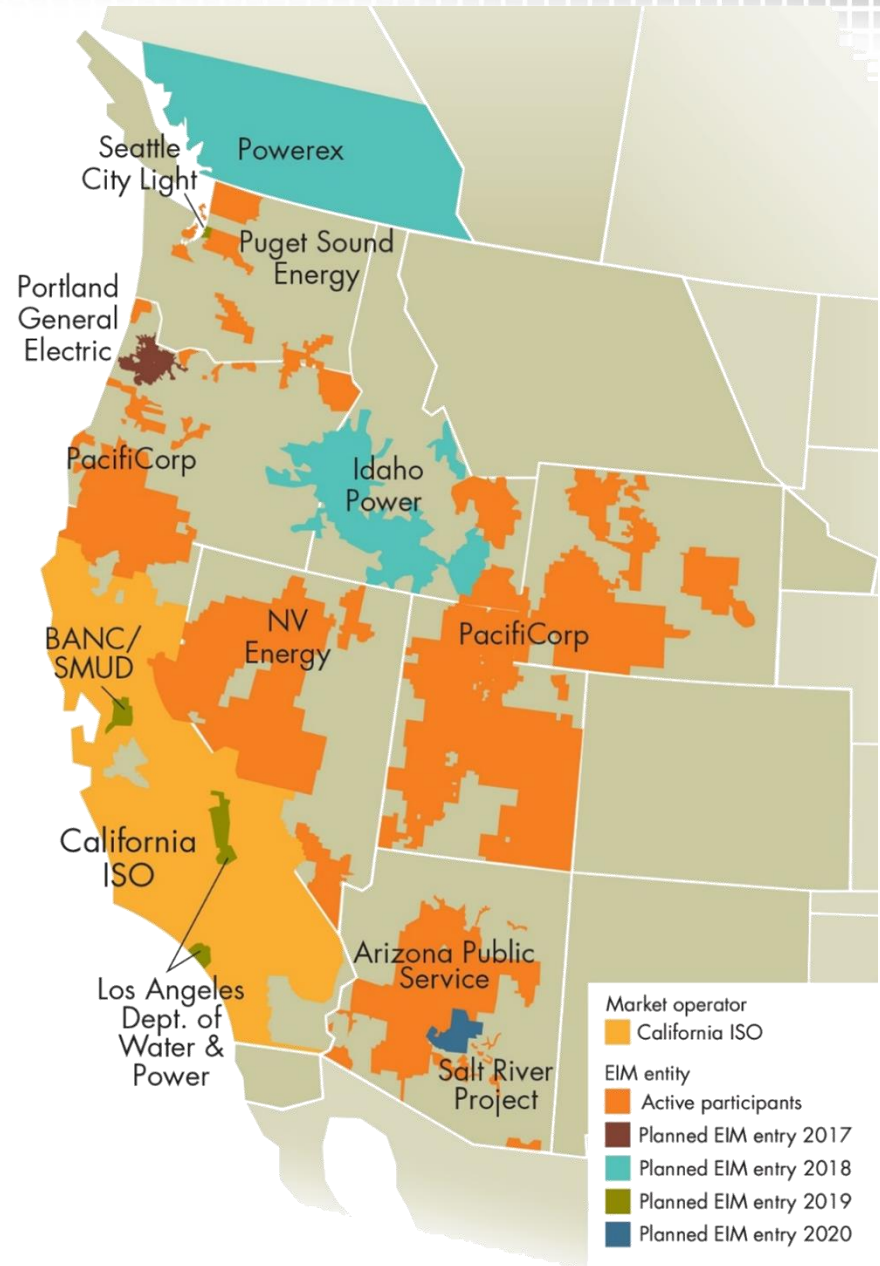 Seattle
City Light
Powerex
Puget Sound
Energy
Portland
General
Electric
PacifiCorp
Idaho
Power
BANC/
SMUD
NV
Energy
PacifiCorp
California
ISO
Los Angeles
Dept. of
Water &
Power
Arizona Public
Service
Salt River
Project
Market operator
California ISO
EIM entity
Active participants
Planned EIM entry 2017
Planned EIM entry 2018
Planned EIM entry 2019
Planned EIM entry 2020